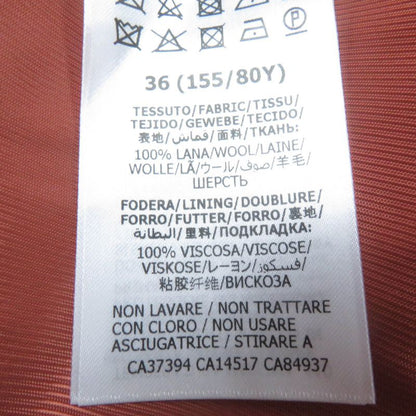 36 (155/80Y)
TESSUTO/FABRIC/TISSU/
TEJIDO/GEWEBE/TECIDO/
表地/قماش/面料/ТКАНЬ:
100% LANA/WOOL/LAINE/
WOLLE/LÃ/ウール/صوف/羊毛/
ШЕРСТЬ
FODERA/LINING/DOUBLURE/
FORRO/FUTTER/FORRO/裏地/
البطانة/里料/ПОДКЛАДКА:
100% VISCOSA/VISCOSE/
VISKOSE/レーヨン/فسكوز/
粘胶纤维/ВИСКОЗА
NON LAVARE / NON TRATTARE
CON CLORO / NON USARE
ASCIUGATRICE / STIRARE A
CA37394 CA14517 CA84937